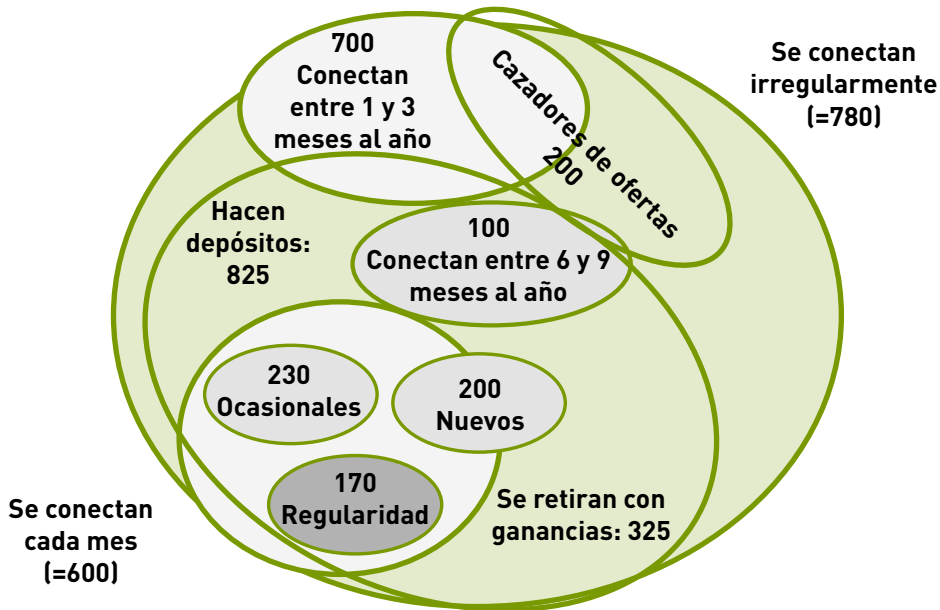 700
Conectan
entre 1 y 3
meses al año
Cazadores de ofertas
200
Se conectan
irregularmente
(=780)
Hacen
depósitos:
825
100
Conectan entre 6 y 9
meses al año
230
Ocasionales
200
Nuevos
170
Regularidad
Se retiran con
ganancias: 325
Se conectan
cada mes
(=600)